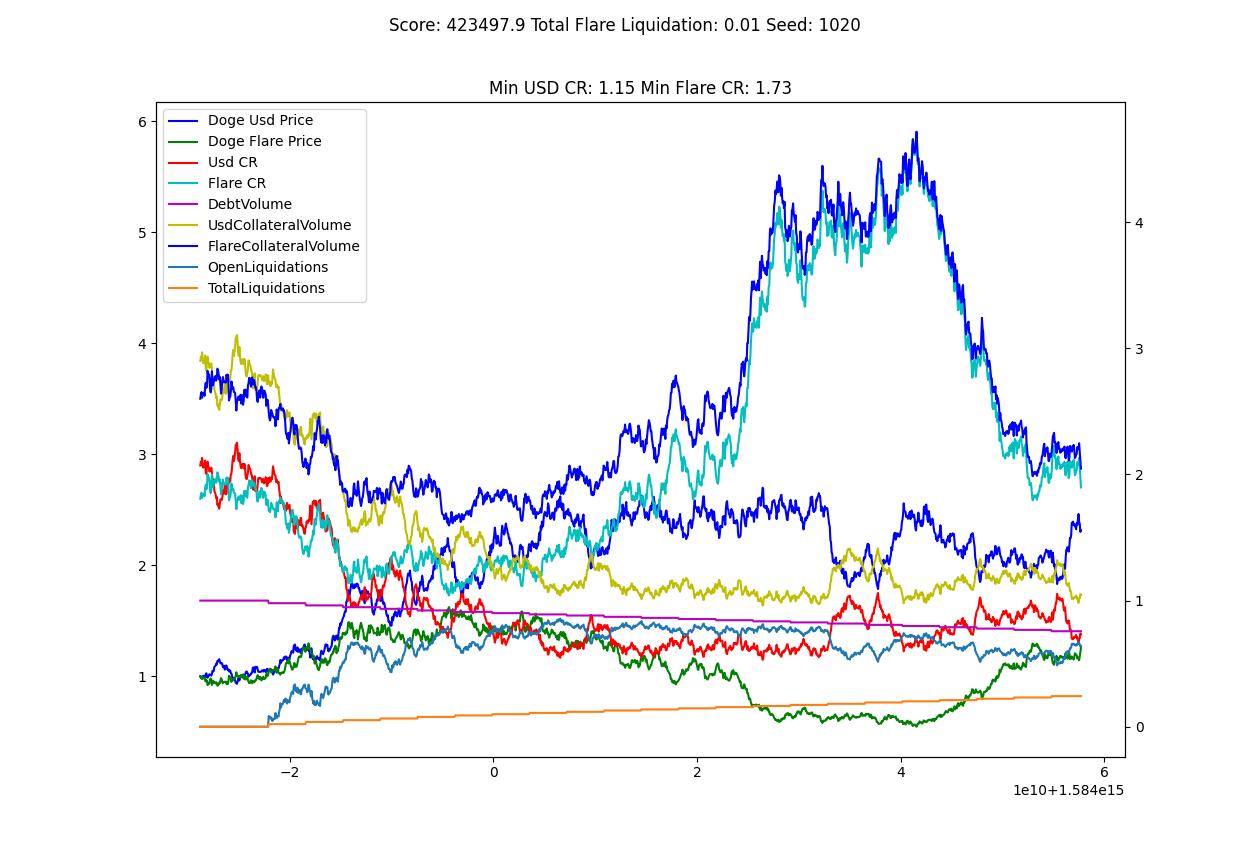 Score: 423497.9 Total Flare Liquidation: 0.01 Seed: 1020
Min USD CR: 1.15 Min Flare CR: 1.73
Doge Usd Price
Doge Flare Price
Usd CR
Flare CR
DebtVolume
UsdCollateralVolume
FlareCollateralVolume
OpenLiquidations
TotalLiquidations
6
5
4
3
2
1
4
3
2
1
0
−2
0
2
4
6
1e10+1.584e15